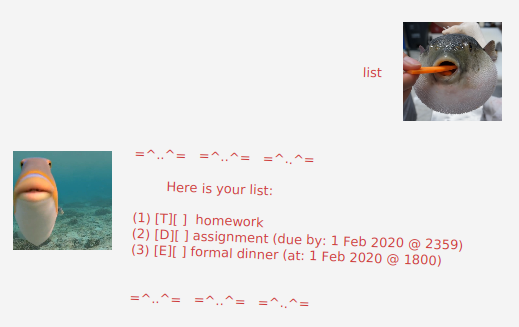 list
=^..^= =^..^= =^..^=
Here is your list:
(1) [T][ ] homework
(2) [D][ ] assignment (due by: 1 Feb 2020 @ 2359)
(3) [E][ ] formal dinner (at: 1 Feb 2020 @ 1800)
=^..^= =^..^= =^..^=